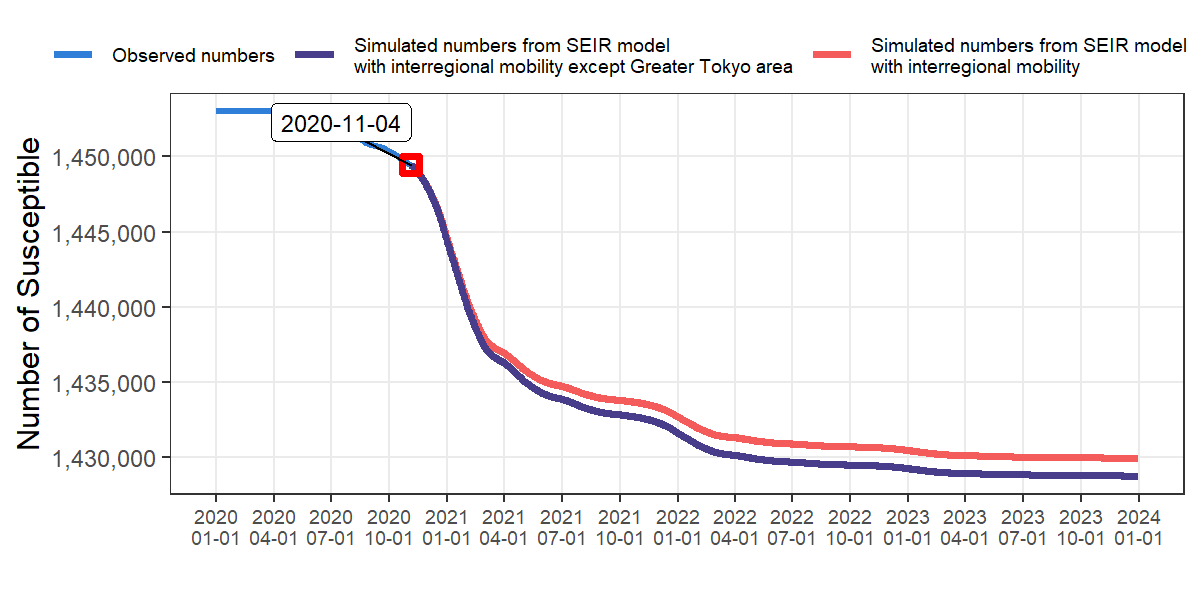 Observed numbers
Simulated numbers from SEIR model
with interregional mobility except Greater Tokyo area
Simulated numbers from SEIR model
with interregional mobility
2020-11-04
Number of Susceptible
1,450,000
1,445,000
1,440,000
1,435,000
1,430,000
2020 2020 2020 2020 2021 2021 2021 2021 2022 2022 2022 2022 2023 2023 2023 2023 2024
01-01 04-01 07-01 10-01 01-01 04-01 07-01 10-01 01-01 04-01 07-01 10-01 01-01 04-01 07-01 10-01 01-01